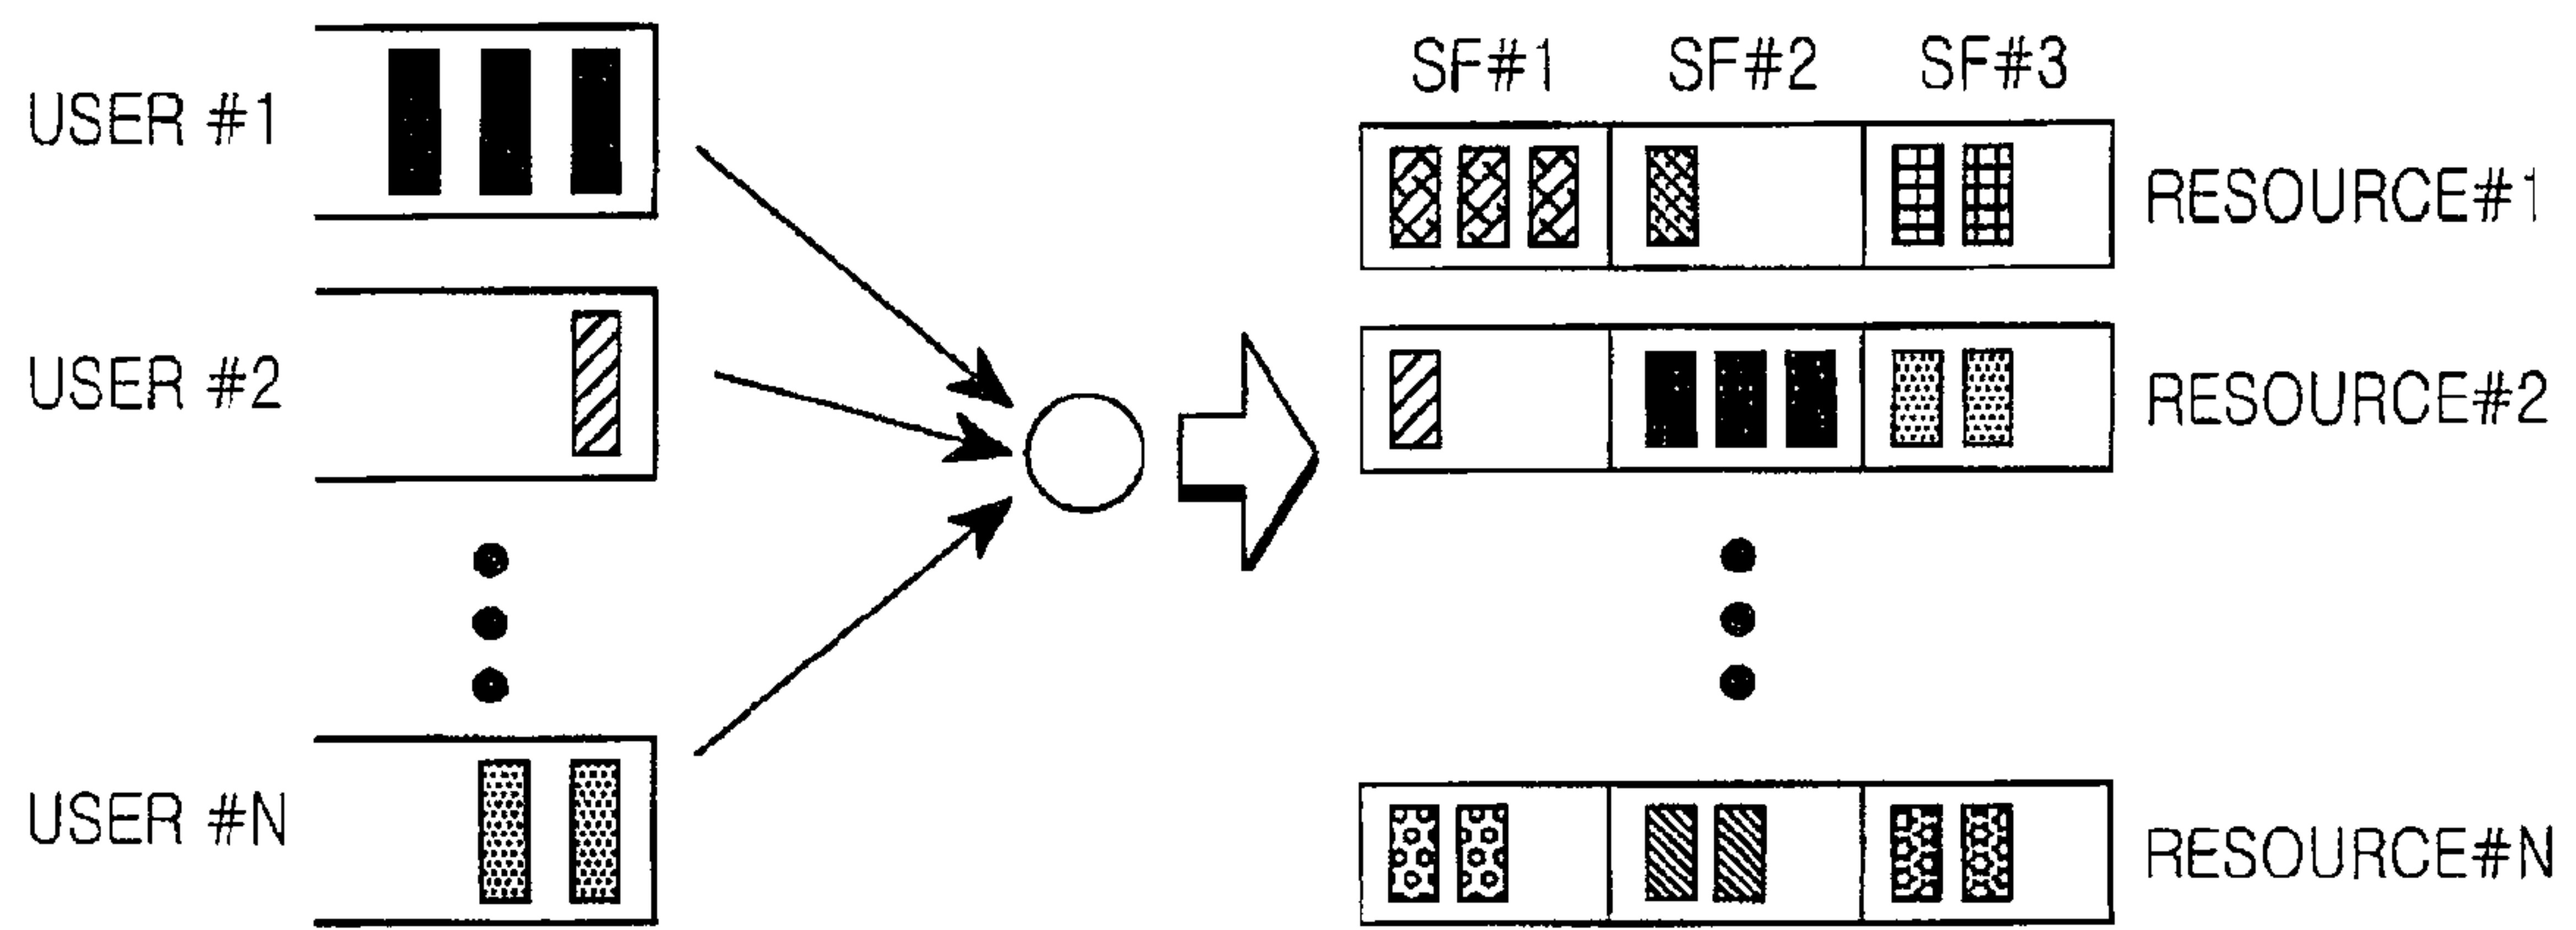 USER #1
USER #2
USER #N
SF#1 SF#2 SF#3
RESOURCE#1
RESOURCE#2
RESOURCE#N